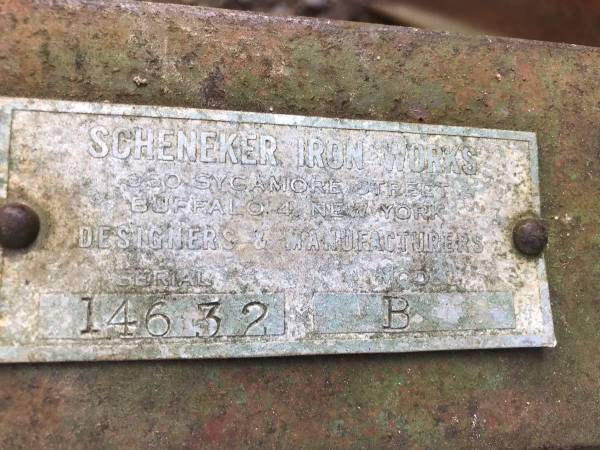 SCHENEKER IRON WORKS
SYCAMORE STREET
BUFFALO 4, NEW YORK
DESIGNERS & MANUFACTURERS
SERIAL
14632 B